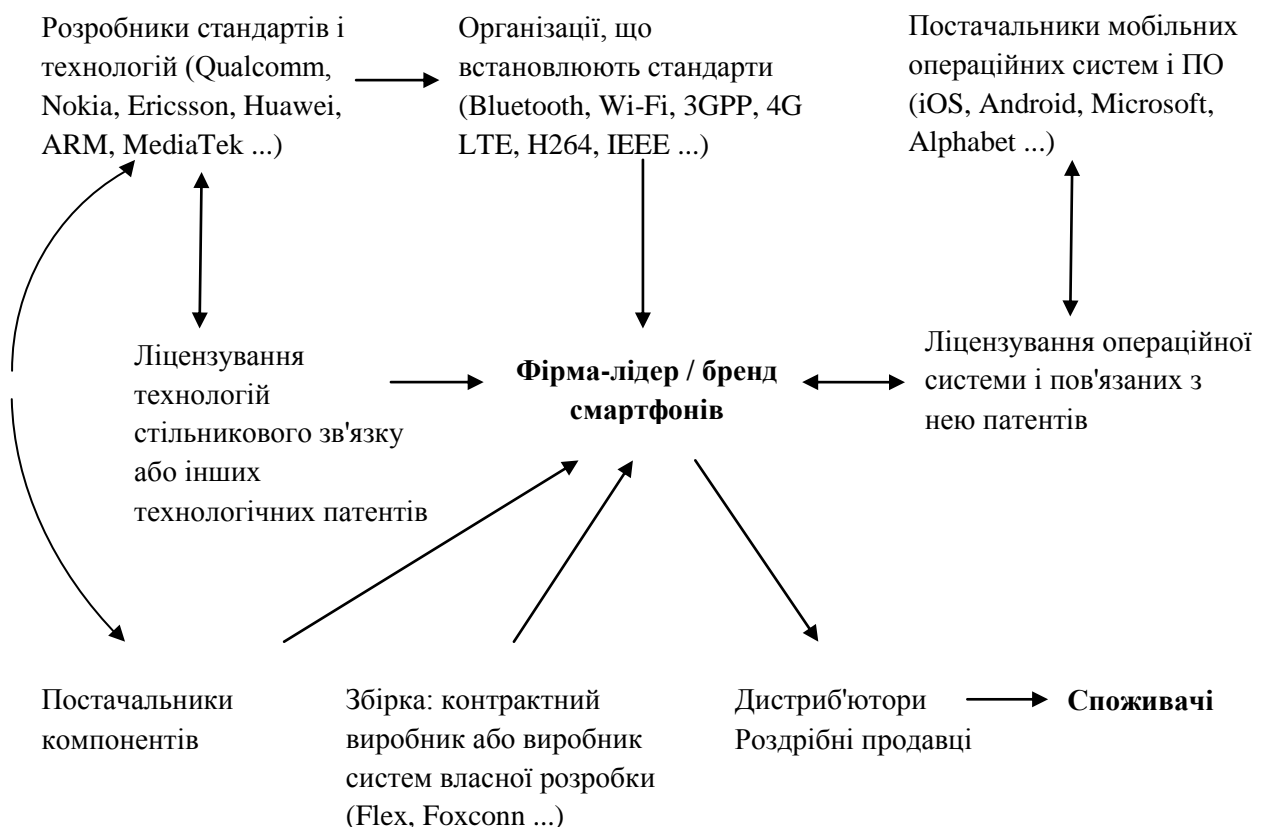 Розробники стандартів і
технологій (Qualcomm,
Nokia, Ericsson, Huawei,
ARM, MediaTek ...)
Організації, що
встановлюють стандарти
(Bluetooth, Wi-Fi, 3GPP, 4G
LTE, H264, IEEE ...)
Постачальники мобільних
операційних систем і ПО
(iOS, Android, Microsoft,
Alphabet ...)
Ліцензування
технологій
стільникового зв'язку
або інших
технологічних патентів
Фірма-лідер / бренд
смартфонів
Ліцензування операційної
системи і пов'язаних з
нею патентів
Постачальники
компонентів
Збірка: контрактний
виробник або виробник
систем власної розробки
(Flex, Foxconn ...)
Дистриб'ютори
Роздрібні продавці
Споживачі